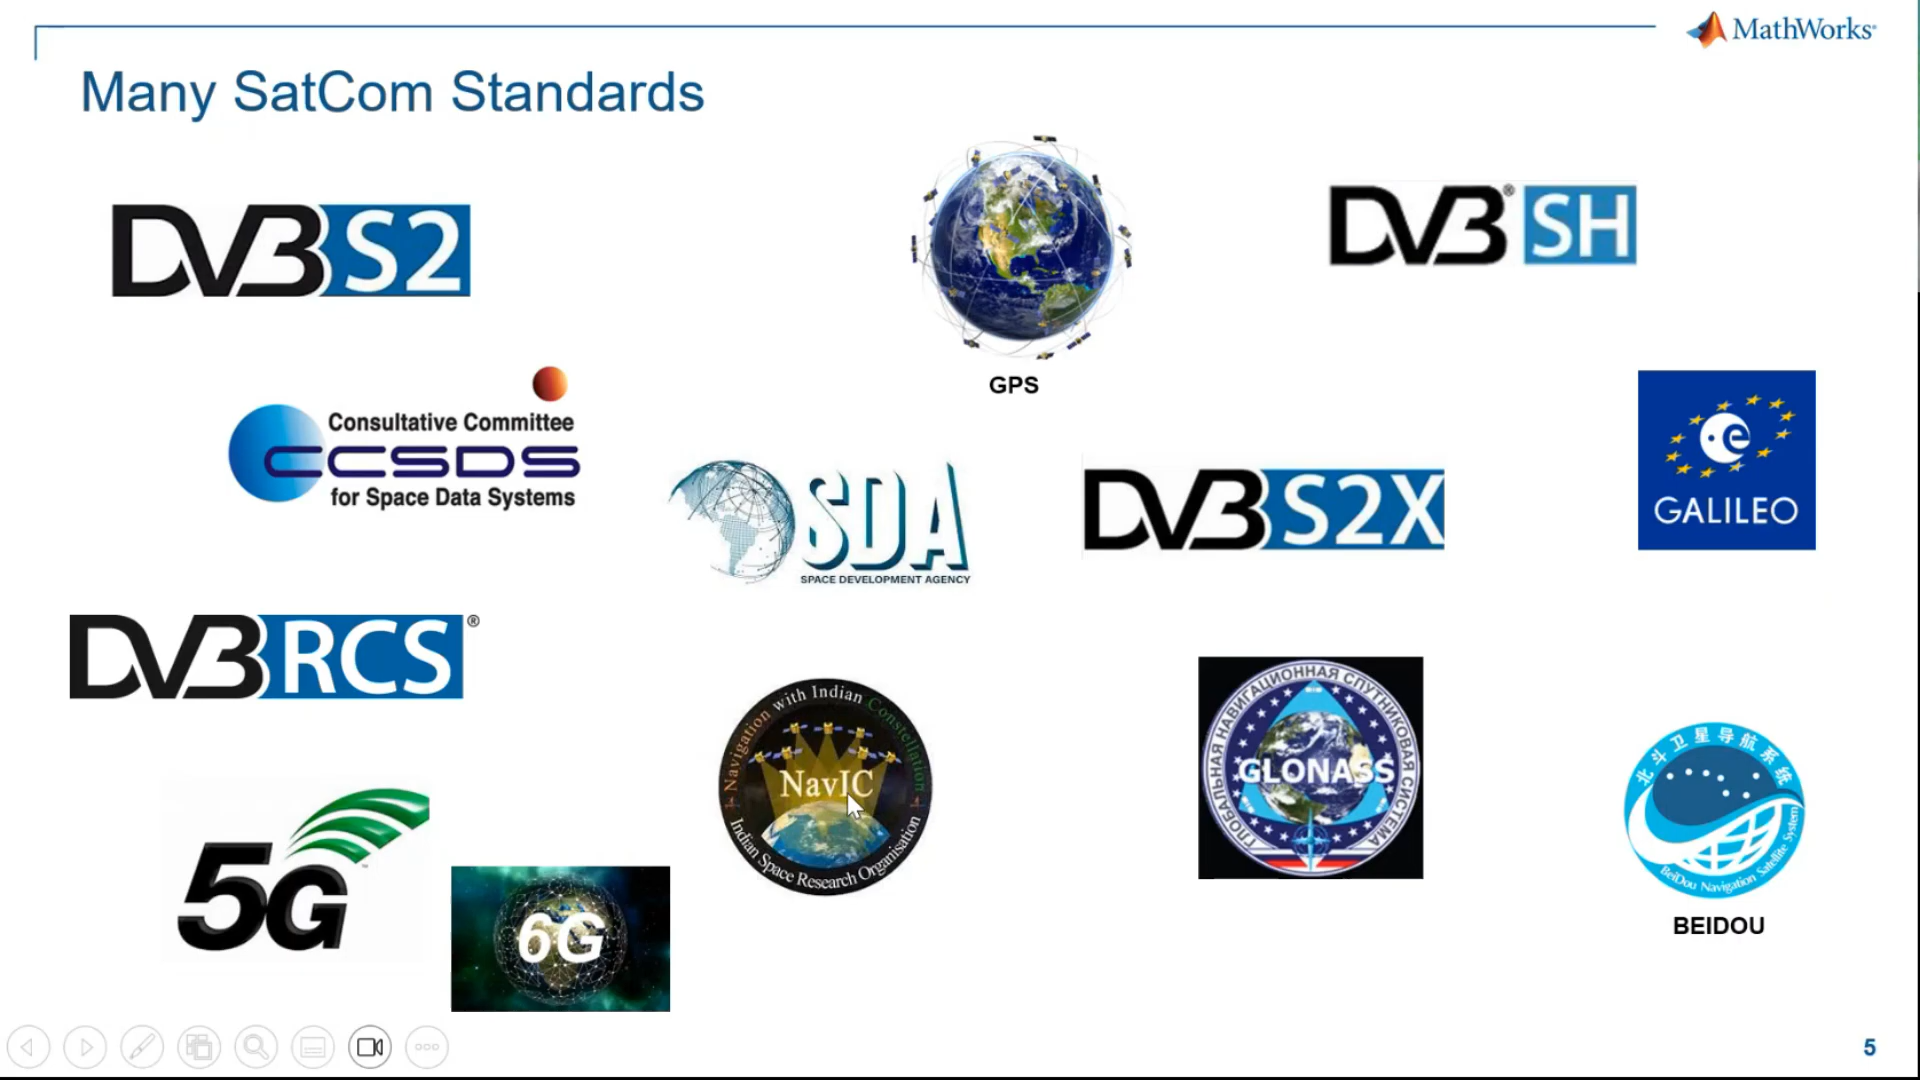 MathWorks®
Many SatCom Standards
DVB S2
GPS
DVB® SH
Consultative Committee
CCSDS
for Space Data Systems
SDA
SPACE DEVELOPMENT AGENCY
DVB S2X
GALILEO
DVB RCS®
Navigation with Indian Constellation
NavIC
Indian Space Research Organisation
ГЛОБАЛЬНАЯ НАВИГАЦИОННАЯ СПУТНИКОВАЯ СИСТЕМА
GLONASS
北斗卫星导航系统
BeiDou Navigation Satellite System
BEIDOU
5G
6G
5